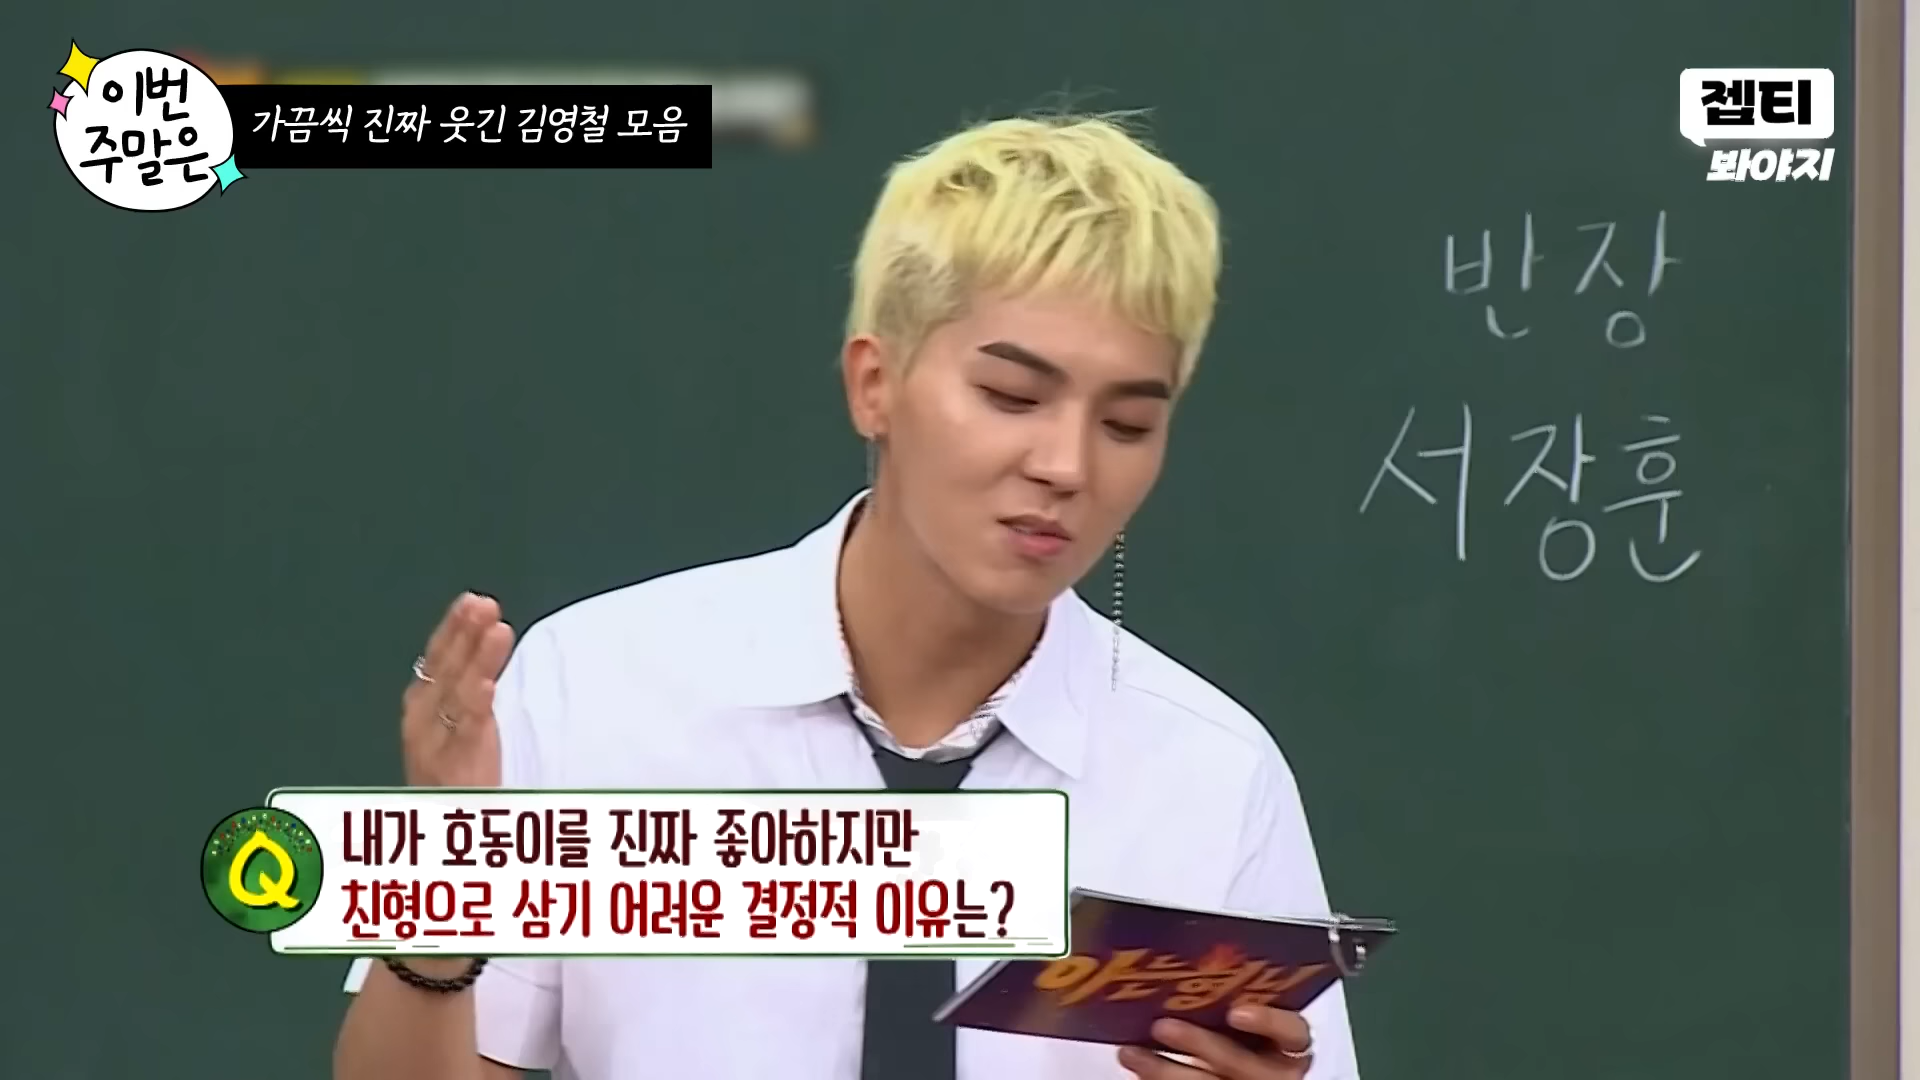 이번
주말은
가끔씩 진짜 웃긴 김영철 모음
젭티
봐야지
반장
서장훈
Q
내가 호동이를 진짜 좋아하지만
친형으로 삼기 어려운 결정적 이유는?
아는형님